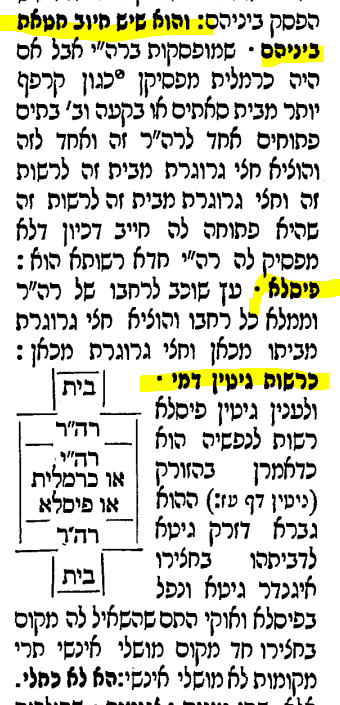 הפסק ביניהם: והוא שיש חיוב חטאת
ביניהם · שמופסקות ברה"י אבל אם
היה כרמלית מפסיקן כגון קרפף
יותר מבית סאתים או בקעה וב' בתים
פתוחים אחד לרה"ר זה ואחד לזה
והוציא חצי גרוגרת מבית זה לרשות
זה וחצי גרוגרת מבית זה לרשות זה
שהיא פתוחה לה חייב דכיון דלא
מפסיק לה רה"י חדא רשותא הוא:
פיסלא · עץ שוכב לרחבו של רה"ר
וממלא כל רחבו והוציא חצי גרוגרת
מביתו מכאן וחצי גרוגרת מכאן:
כרשות גיטין דמי ·
ולענין גיטין פיסלא
רשות לנפשיה הוא
כדאמרן בהזורק
(גיטין דף עז:) ההוא
גברא דזרק גיטא
לדביתהו בחצירו
איגנדר גיטא ונפל
בפיסלא ואוקי התם שהשאיל לה מקום
בחצירו חד מקום מושלי אינשי תרי
מקומות לא מושלי אינשי: הא לא כחלי.
בית
רה"ר
רה"י
או כרמלית
או פיסלא
רה"ר
בית